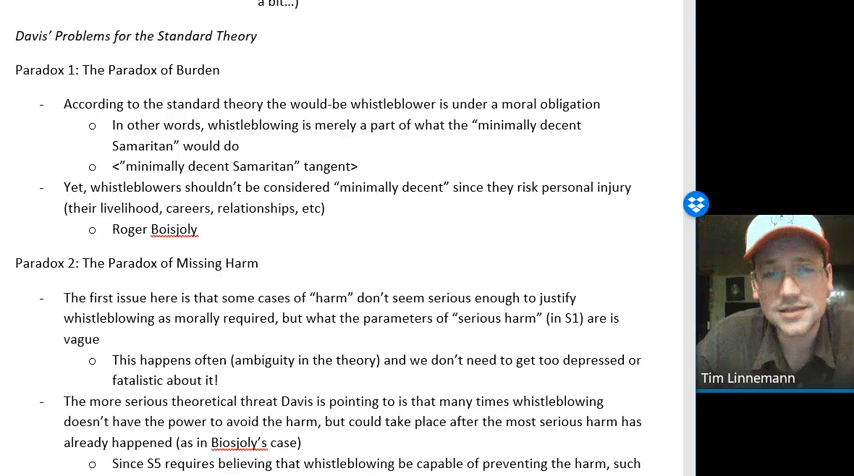 a bit…)
Davis’ Problems for the Standard Theory
Paradox 1: The Paradox of Burden
- According to the standard theory the would-be whistleblower is under a moral obligation
o In other words, whistleblowing is merely a part of what the “minimally decent
Samaritan” would do
o <”minimally decent Samaritan” tangent>
- Yet, whistleblowers shouldn’t be considered “minimally decent” since they risk personal injury
(their livelihood, careers, relationships, etc)
o Roger Boisjoly
Paradox 2: The Paradox of Missing Harm
- The first issue here is that some cases of “harm” don’t seem serious enough to justify
whistleblowing as morally required, but what the parameters of “serious harm” (in S1) are is
vague
o This happens often (ambiguity in the theory) and we don’t need to get too depressed or
fatalistic about it!
- The more serious theoretical threat Davis is pointing to is that many times whistleblowing
doesn’t have the power to avoid the harm, but could take place after the most serious harm has
already happened (as in Biosjoly’s case)
o Since S5 requires believing that whistleblowing be capable of preventing the harm, such
Tim Linnemann